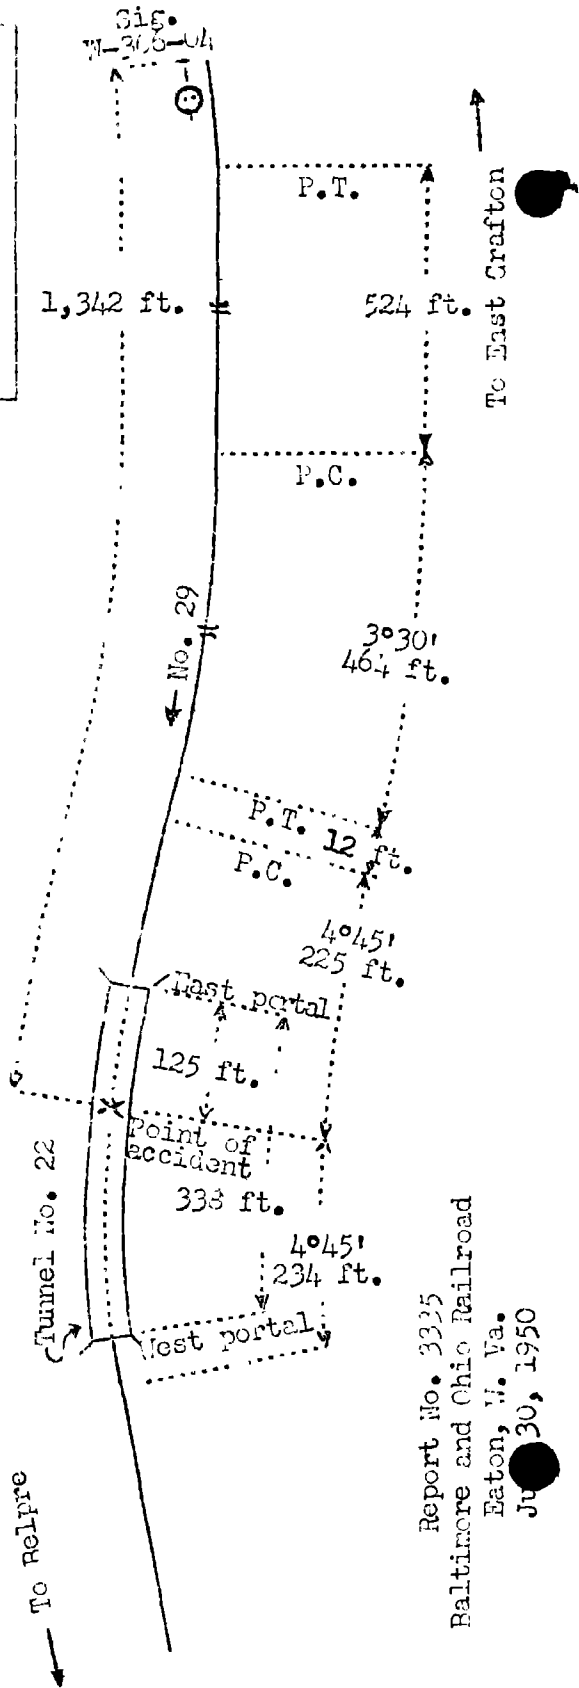 Sig.
W-306-04
P.T.
To East Grafton
1,342 ft.
524 ft.
P.C.
No. 29
3°30'
464 ft.
P.T.
12 ft.
P.C.
4°45'
225 ft.
East portal
125 ft.
Point of
accident
338 ft.
Tunnel No. 22
4°45'
234 ft.
West portal
To Belpre
Report No. 3335
Baltimore and Ohio Railroad
Eaton, W. Va.
30, 1950